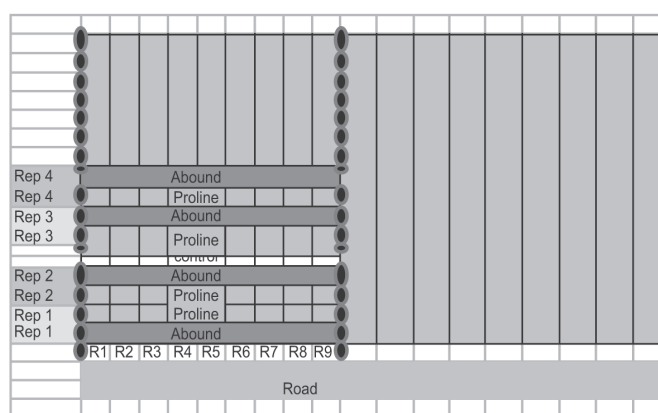 Rep 4 Abound
Rep 4 Proline
Rep 3 Abound
Rep 3 Proline
control
Rep 2 Abound
Rep 2 Proline
Rep 1 Proline
Rep 1 Abound
R1 R2 R3 R4 R5 R6 R7 R8 R9
Road